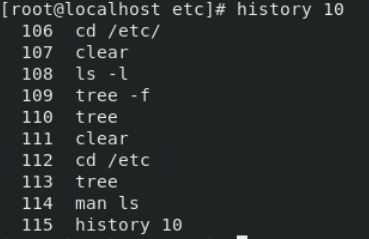 [root@localhost etc]# history 10
106 cd /etc/
107 clear
108 ls -l
109 tree -f
110 tree
111 clear
112 cd /etc
113 tree
114 man ls
115 history 10